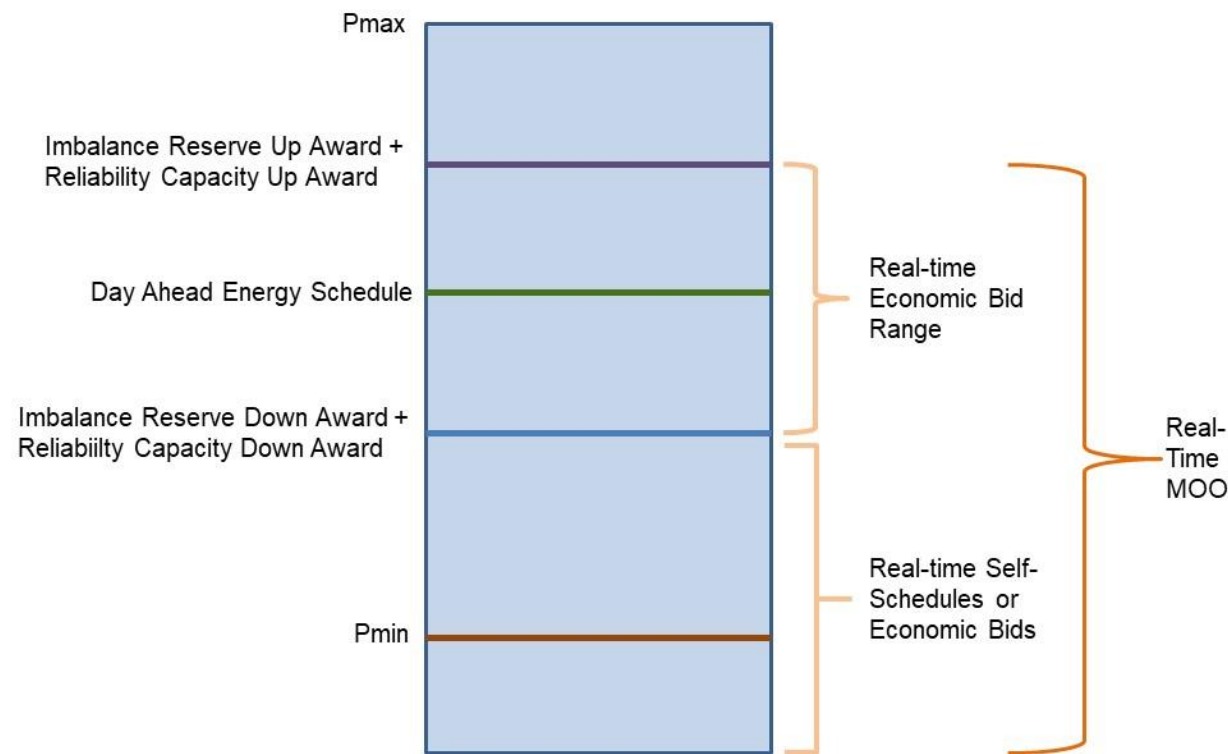 Pmax
Imbalance Reserve Up Award +
Reliability Capacity Up Award
Day Ahead Energy Schedule
Imbalance Reserve Down Award +
Reliabiilty Capacity Down Award
Pmin
Real-time
Economic Bid
Range
Real-time Self-
Schedules or
Economic Bids
Real-
Time
MOO